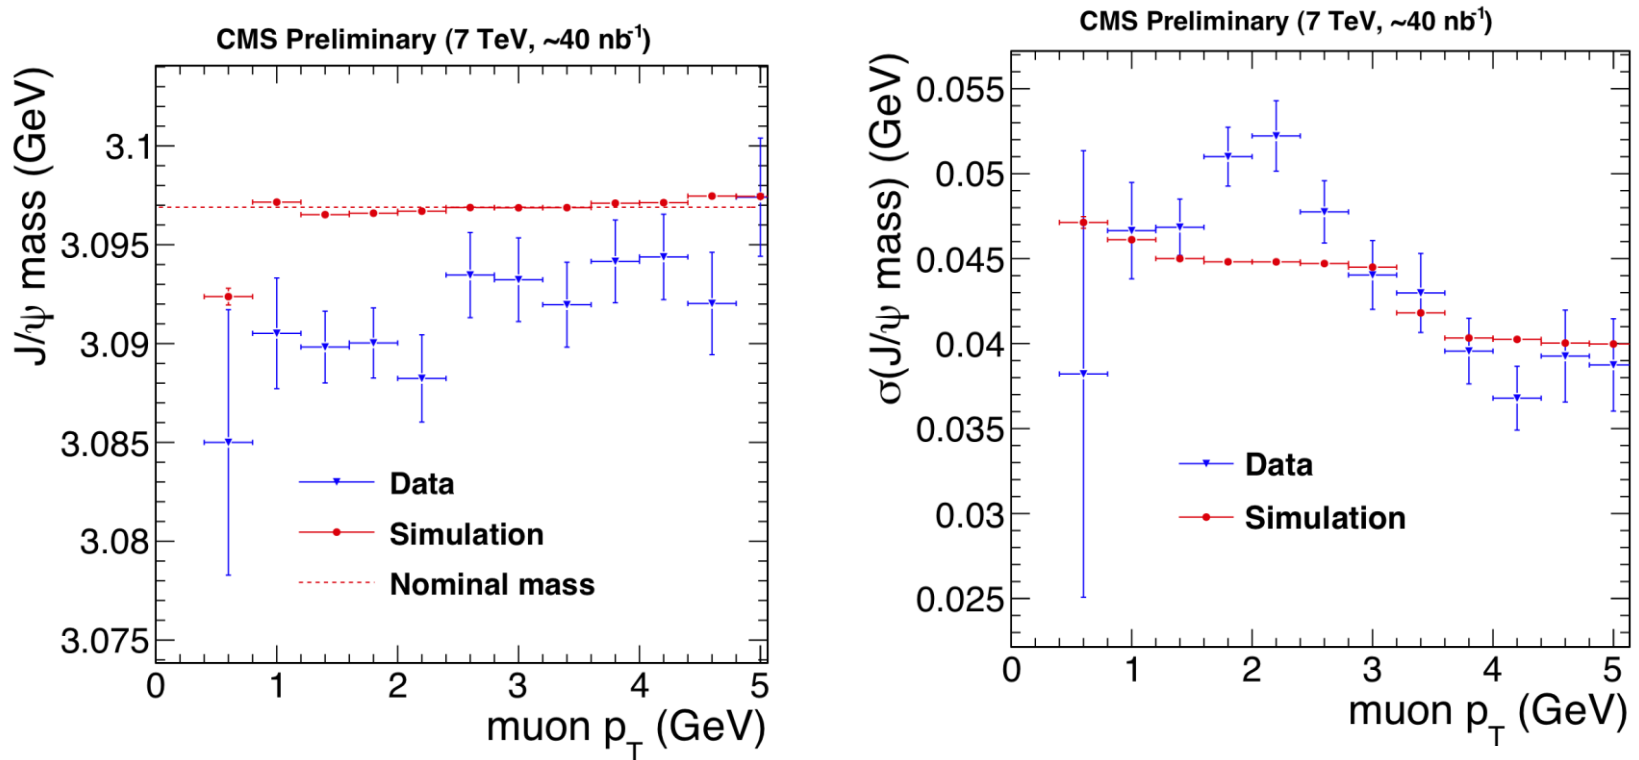 CMS Preliminary (7 TeV, ~40 nb⁻¹)
J/ψ mass (GeV)
3.1
3.095
3.09
3.085
3.08
3.075
Data
Simulation
Nominal mass
0 1 2 3 4 5
muon p_T (GeV)
CMS Preliminary (7 TeV, ~40 nb⁻¹)
σ(J/ψ mass) (GeV)
0.055
0.05
0.045
0.04
0.035
0.03
0.025
Data
Simulation
0 1 2 3 4 5
muon p_T (GeV)